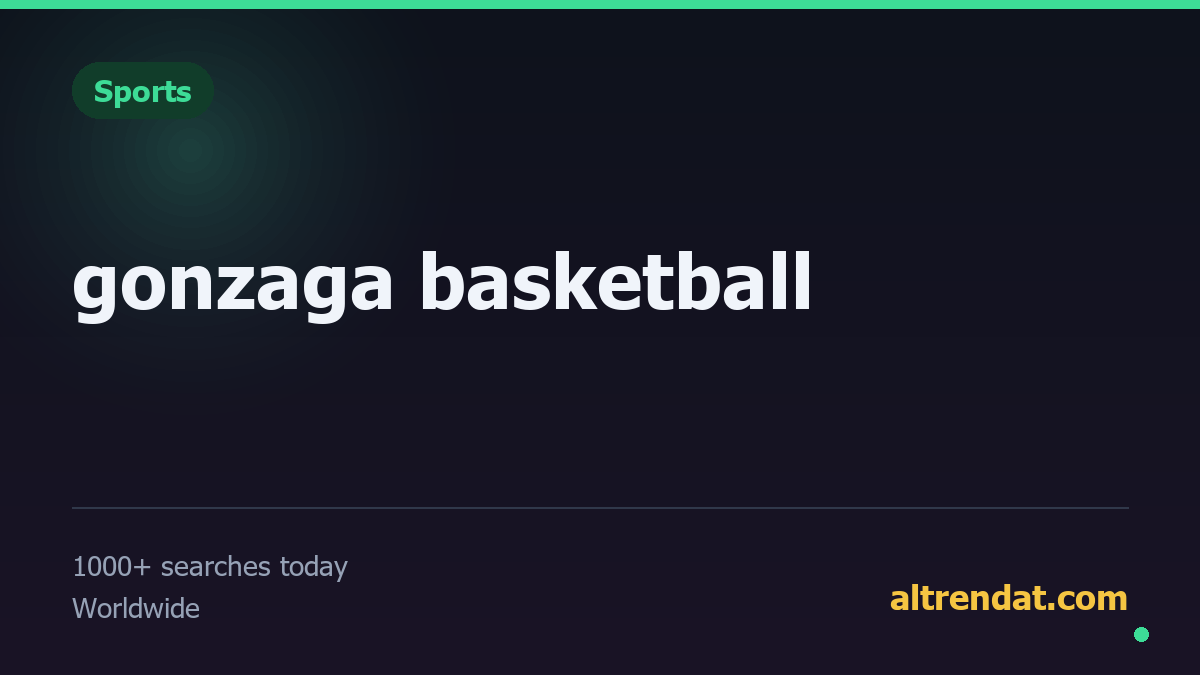 Sports
gonzaga basketball
1000+ searches today
Worldwide
altrendat.com